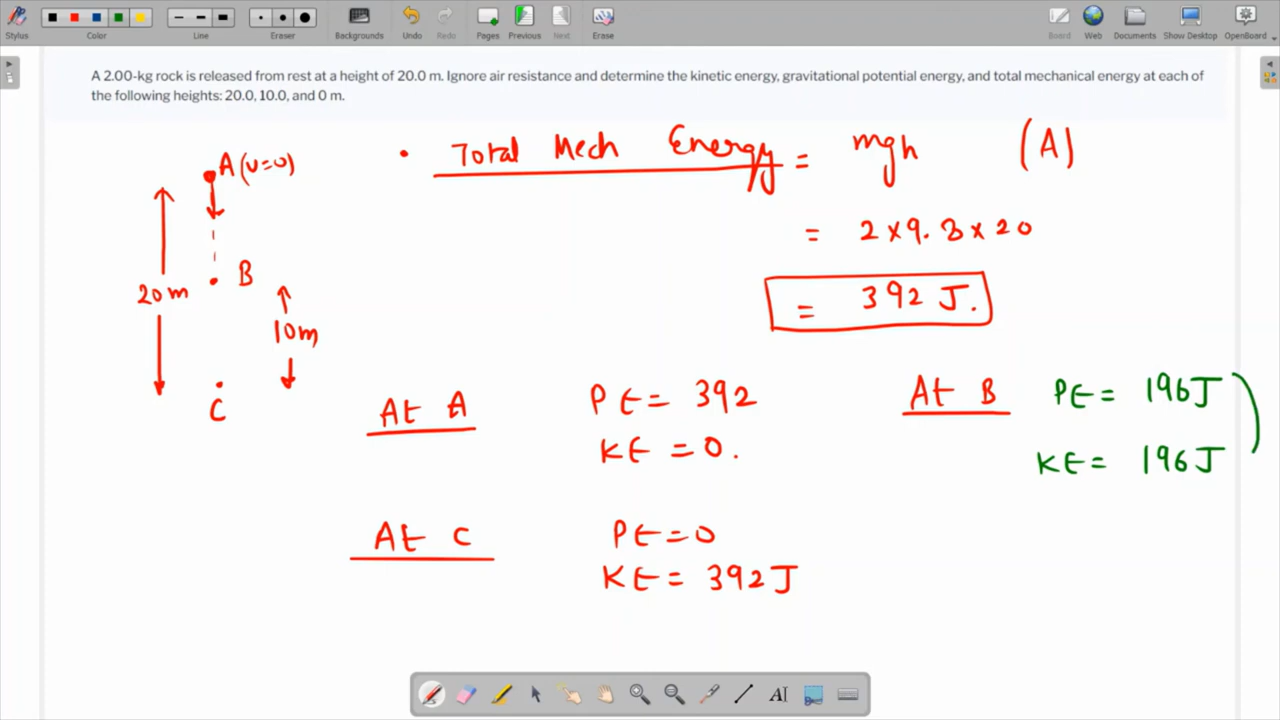 Stylus Color Line Eraser Backgrounds Undo Redo Pages Previous Next Erase Board Web Documents Show Desktop OpenBoard
A 2.00-kg rock is released from rest at a height of 20.0 m. Ignore air resistance and determine the kinetic energy, gravitational potential energy, and total mechanical energy at each of
the following heights: 20.0, 10.0, and 0 m.
• Total Mech Energy = mgh (A)
= 2×9.8×20
= 392 J.
A (v=0)
B
20m
10m
C
At A PE = 392
KE = 0.
At B PE = 196J
KE = 196J
At C PE = 0
KE = 392J
AI